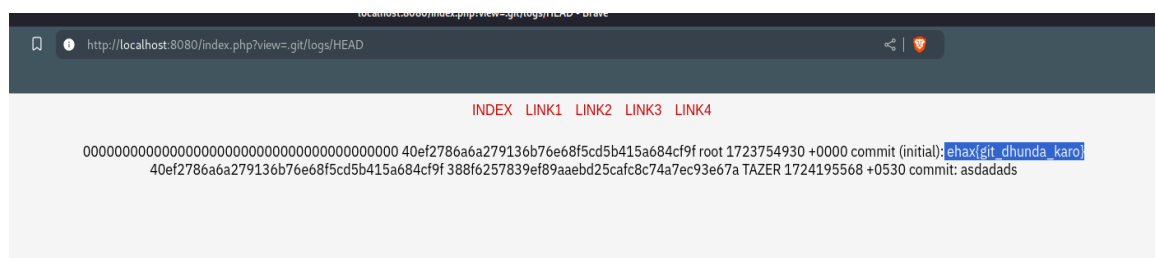 localhost:8080/index.php?view=.git/logs/HEAD - Brave
http://localhost:8080/index.php?view=.git/logs/HEAD
INDEX LINK1 LINK2 LINK3 LINK4
0000000000000000000000000000000000000000 40ef2786a6a279136b76e68f5cd5b415a684cf9f root 1723754930 +0000 commit (initial): ehax{git_dhunda_karo}
40ef2786a6a279136b76e68f5cd5b415a684cf9f 388f6257839ef89aaebd25cafc8c74a7ec93e67a TAZER 1724195568 +0530 commit: asdadads